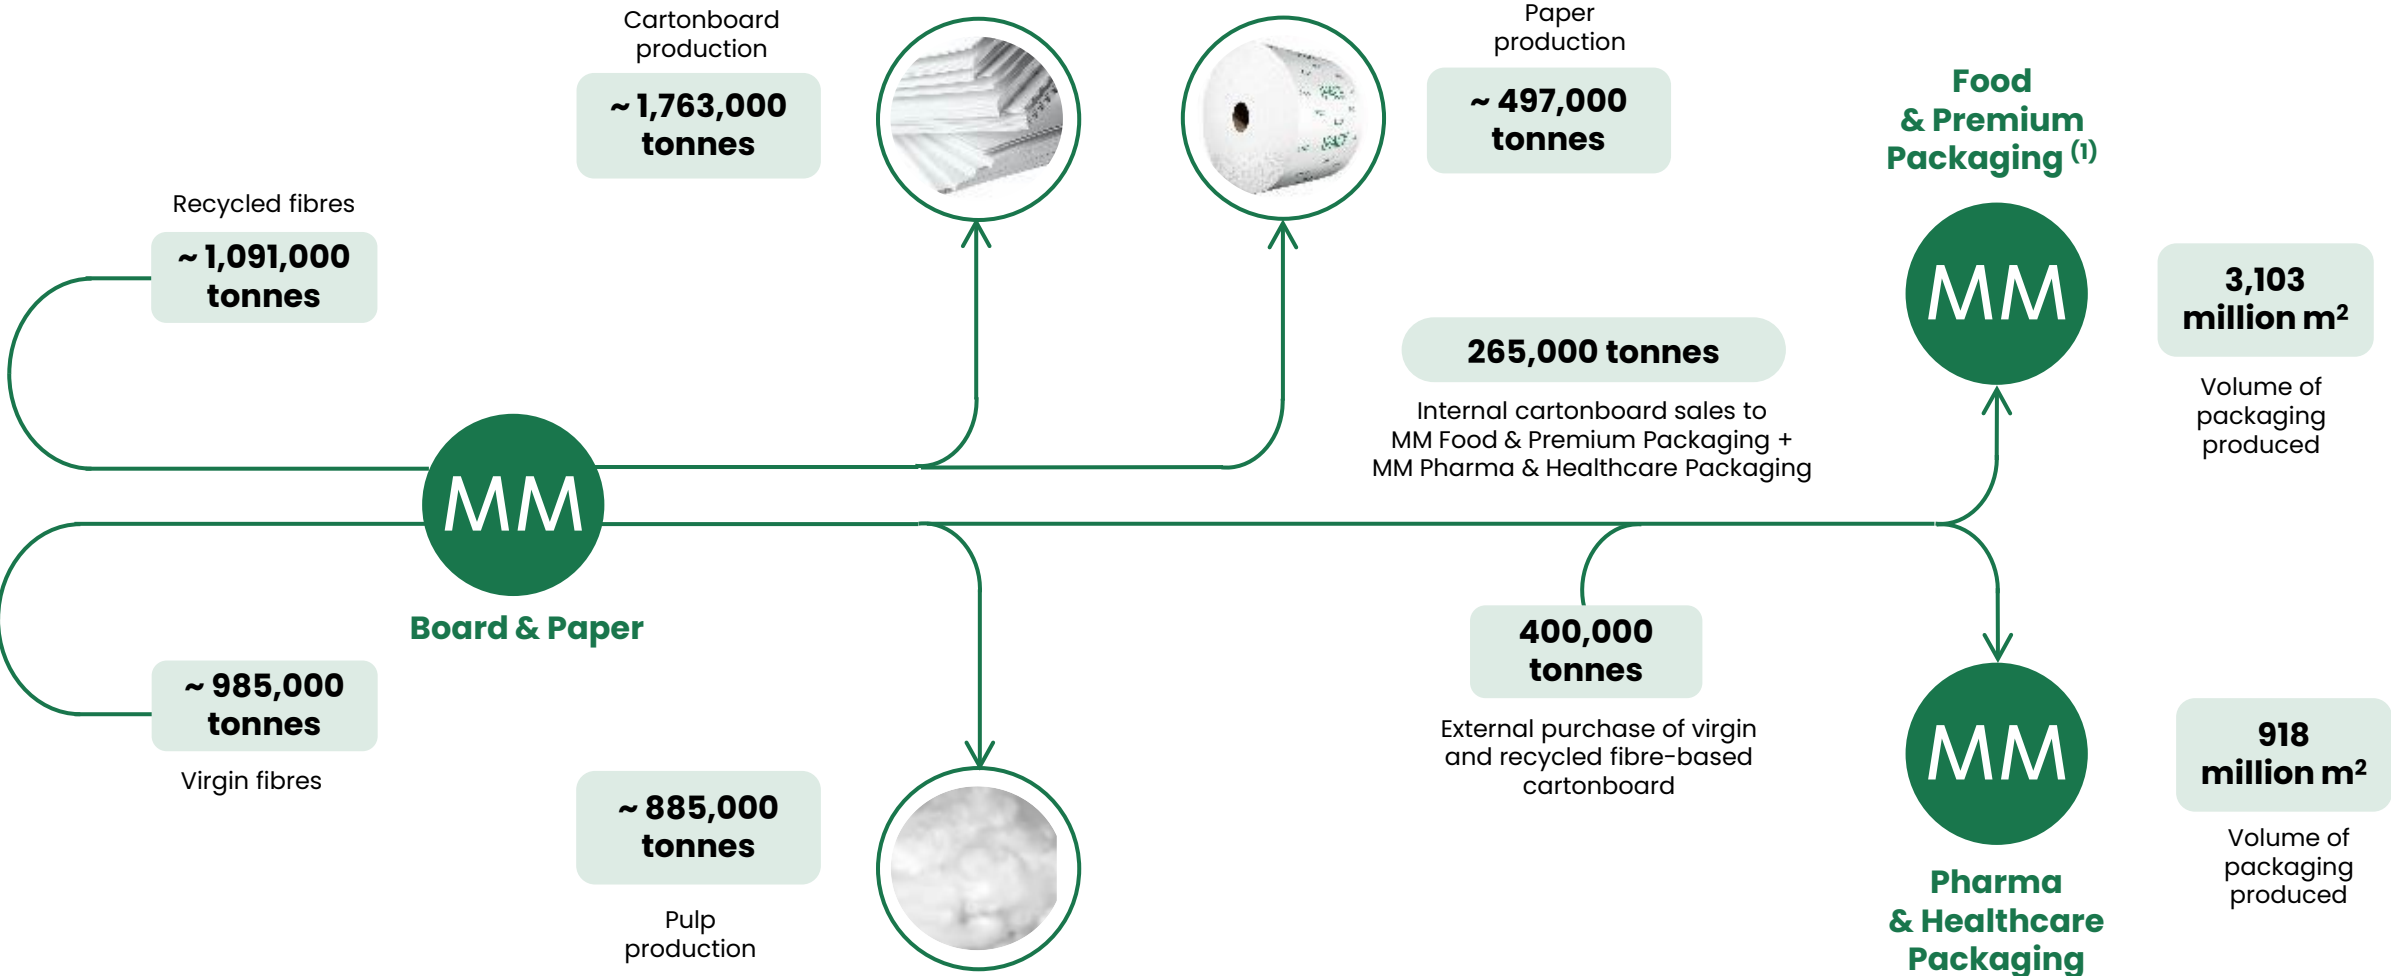 Cartonboard
production
~ 1,763,000
tonnes
Paper
production
~ 497,000
tonnes
Food
& Premium
Packaging (1)
MM
3,103
million m²
Volume of
packaging
produced
Recycled fibres
~ 1,091,000
tonnes
265,000 tonnes
Internal cartonboard sales to
MM Food & Premium Packaging +
MM Pharma & Healthcare Packaging
MM
Board & Paper
~ 985,000
tonnes
Virgin fibres
~ 885,000
tonnes
Pulp
production
400,000
tonnes
External purchase of virgin
and recycled fibre-based
cartonboard
MM
Pharma
& Healthcare
Packaging
918
million m²
Volume of
packaging
produced